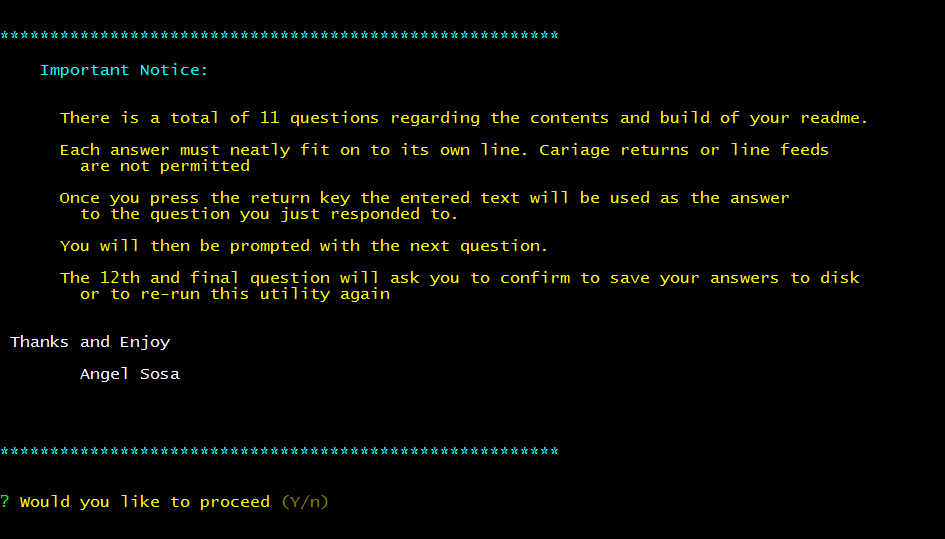 ********************************************************
Important Notice:
There is a total of 11 questions regarding the contents and build of your readme.
Each answer must neatly fit on to its own line. Cariage returns or line feeds
are not permitted
Once you press the return key the entered text will be used as the answer
to the question you just responded to.
You will then be prompted with the next question.
The 12th and final question will ask you to confirm to save your answers to disk
or to re-run this utility again
Thanks and Enjoy
Angel Sosa
********************************************************
? Would you like to proceed (Y/n)